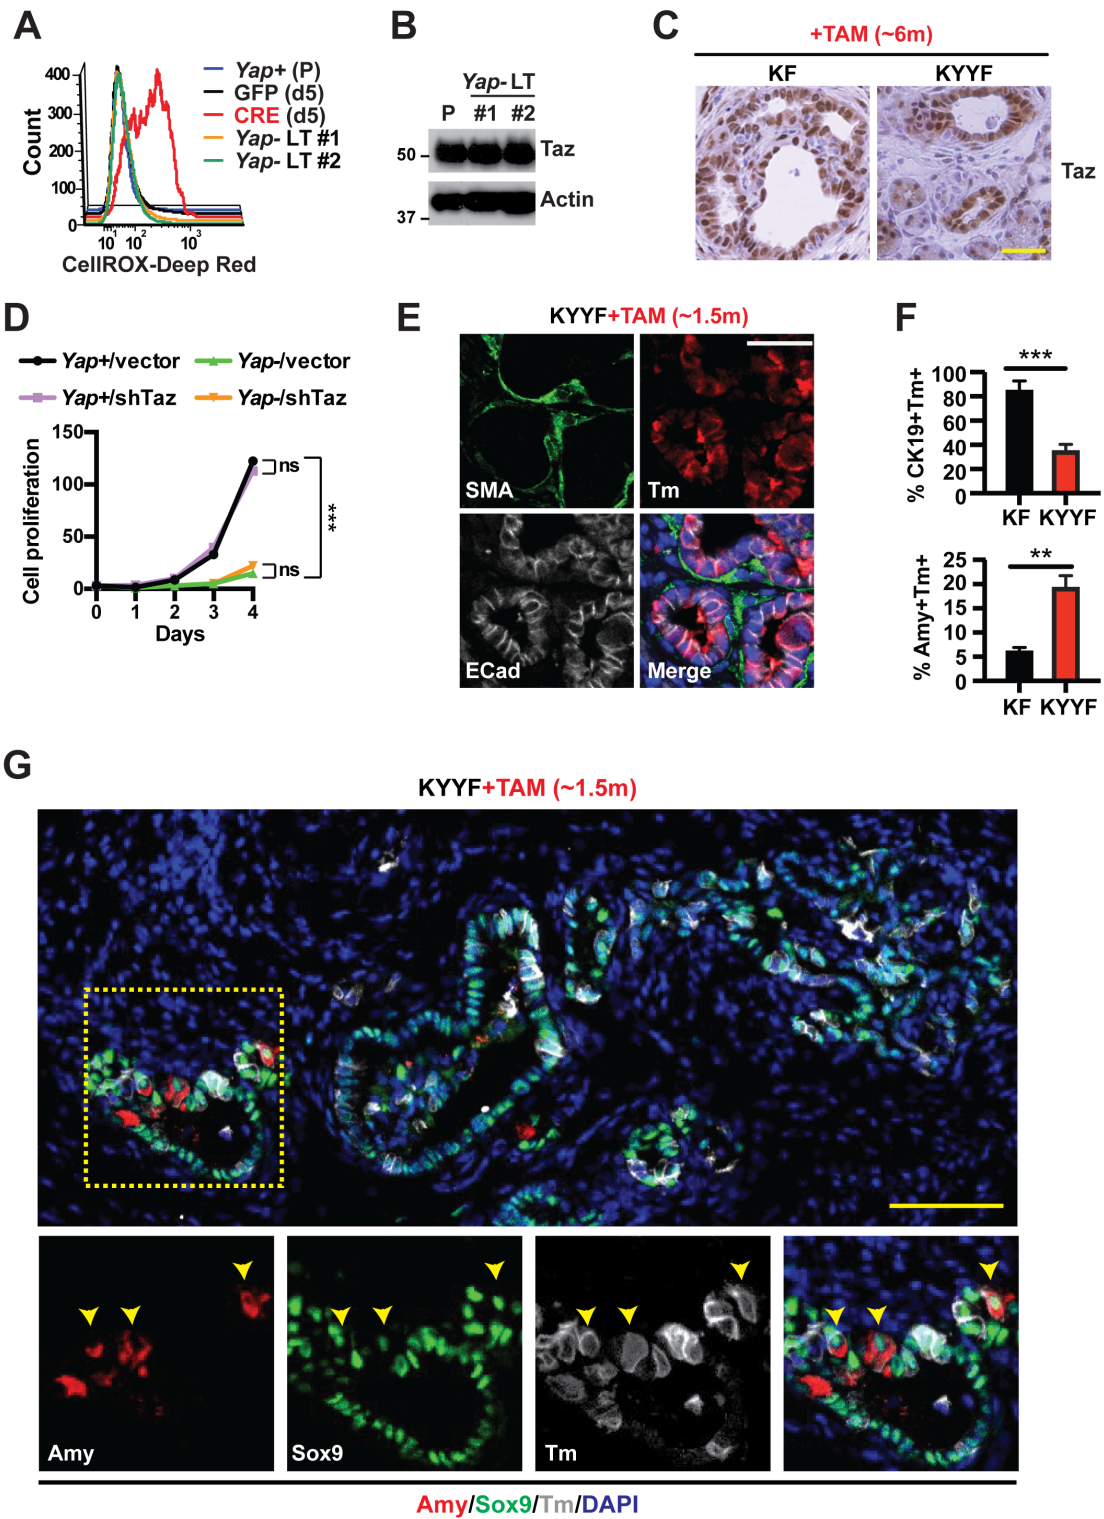 A
Yap+ (P)
GFP (d5)
CRE (d5)
Yap- LT #1
Yap- LT #2
Count
400
300
200
100
0
10^1 10^2 10^3
CellROX-Deep Red
B
Yap- LT
P #1 #2
50
Taz
37
Actin
C
+TAM (~6m)
KF KYYF
Taz
D
Yap+/vector Yap-/vector
Yap+/shTaz Yap-/shTaz
Cell proliferation
150
100
50
0
ns
ns
***
0 1 2 3 4
Days
E
KYYF+TAM (~1.5m)
SMA
Tm
ECad
Merge
F
***
% CK19+Tm+
100
80
60
40
20
0
KF KYYF
**
% Amy+Tm+
25
20
15
10
5
0
KF KYYF
G
KYYF+TAM (~1.5m)
Amy
Sox9
Tm
Amy/Sox9/Tm/DAPI